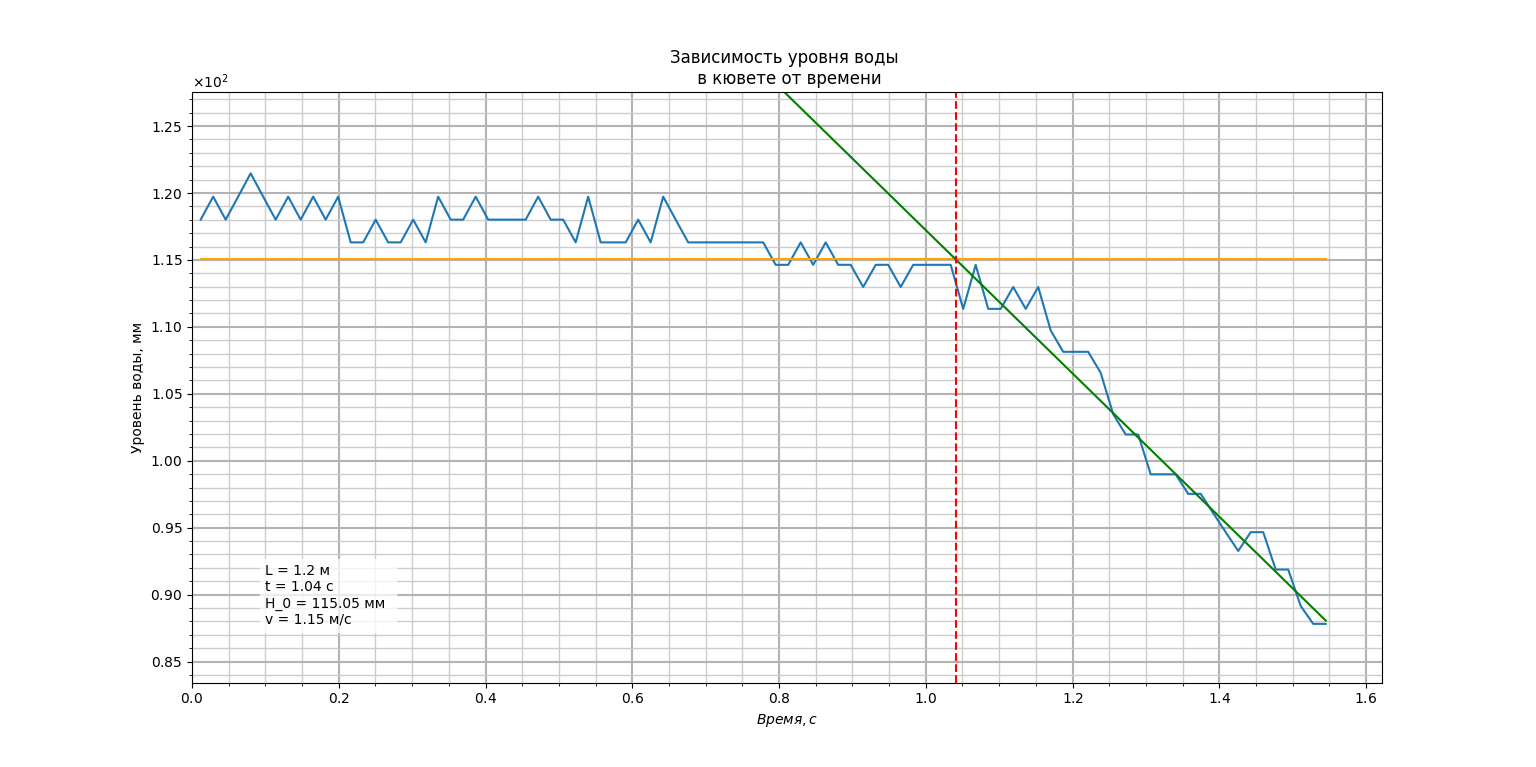 Зависимость уровня воды
в кювете от времени
×10²
1.25
1.20
1.15
1.10
1.05
1.00
0.95
0.90
0.85
Уровень воды, мм
L = 1.2 м
t = 1.04 с
H_0 = 115.05 мм
v = 1.15 м/с
0.0 0.2 0.4 0.6 0.8 1.0 1.2 1.4 1.6
Время, с